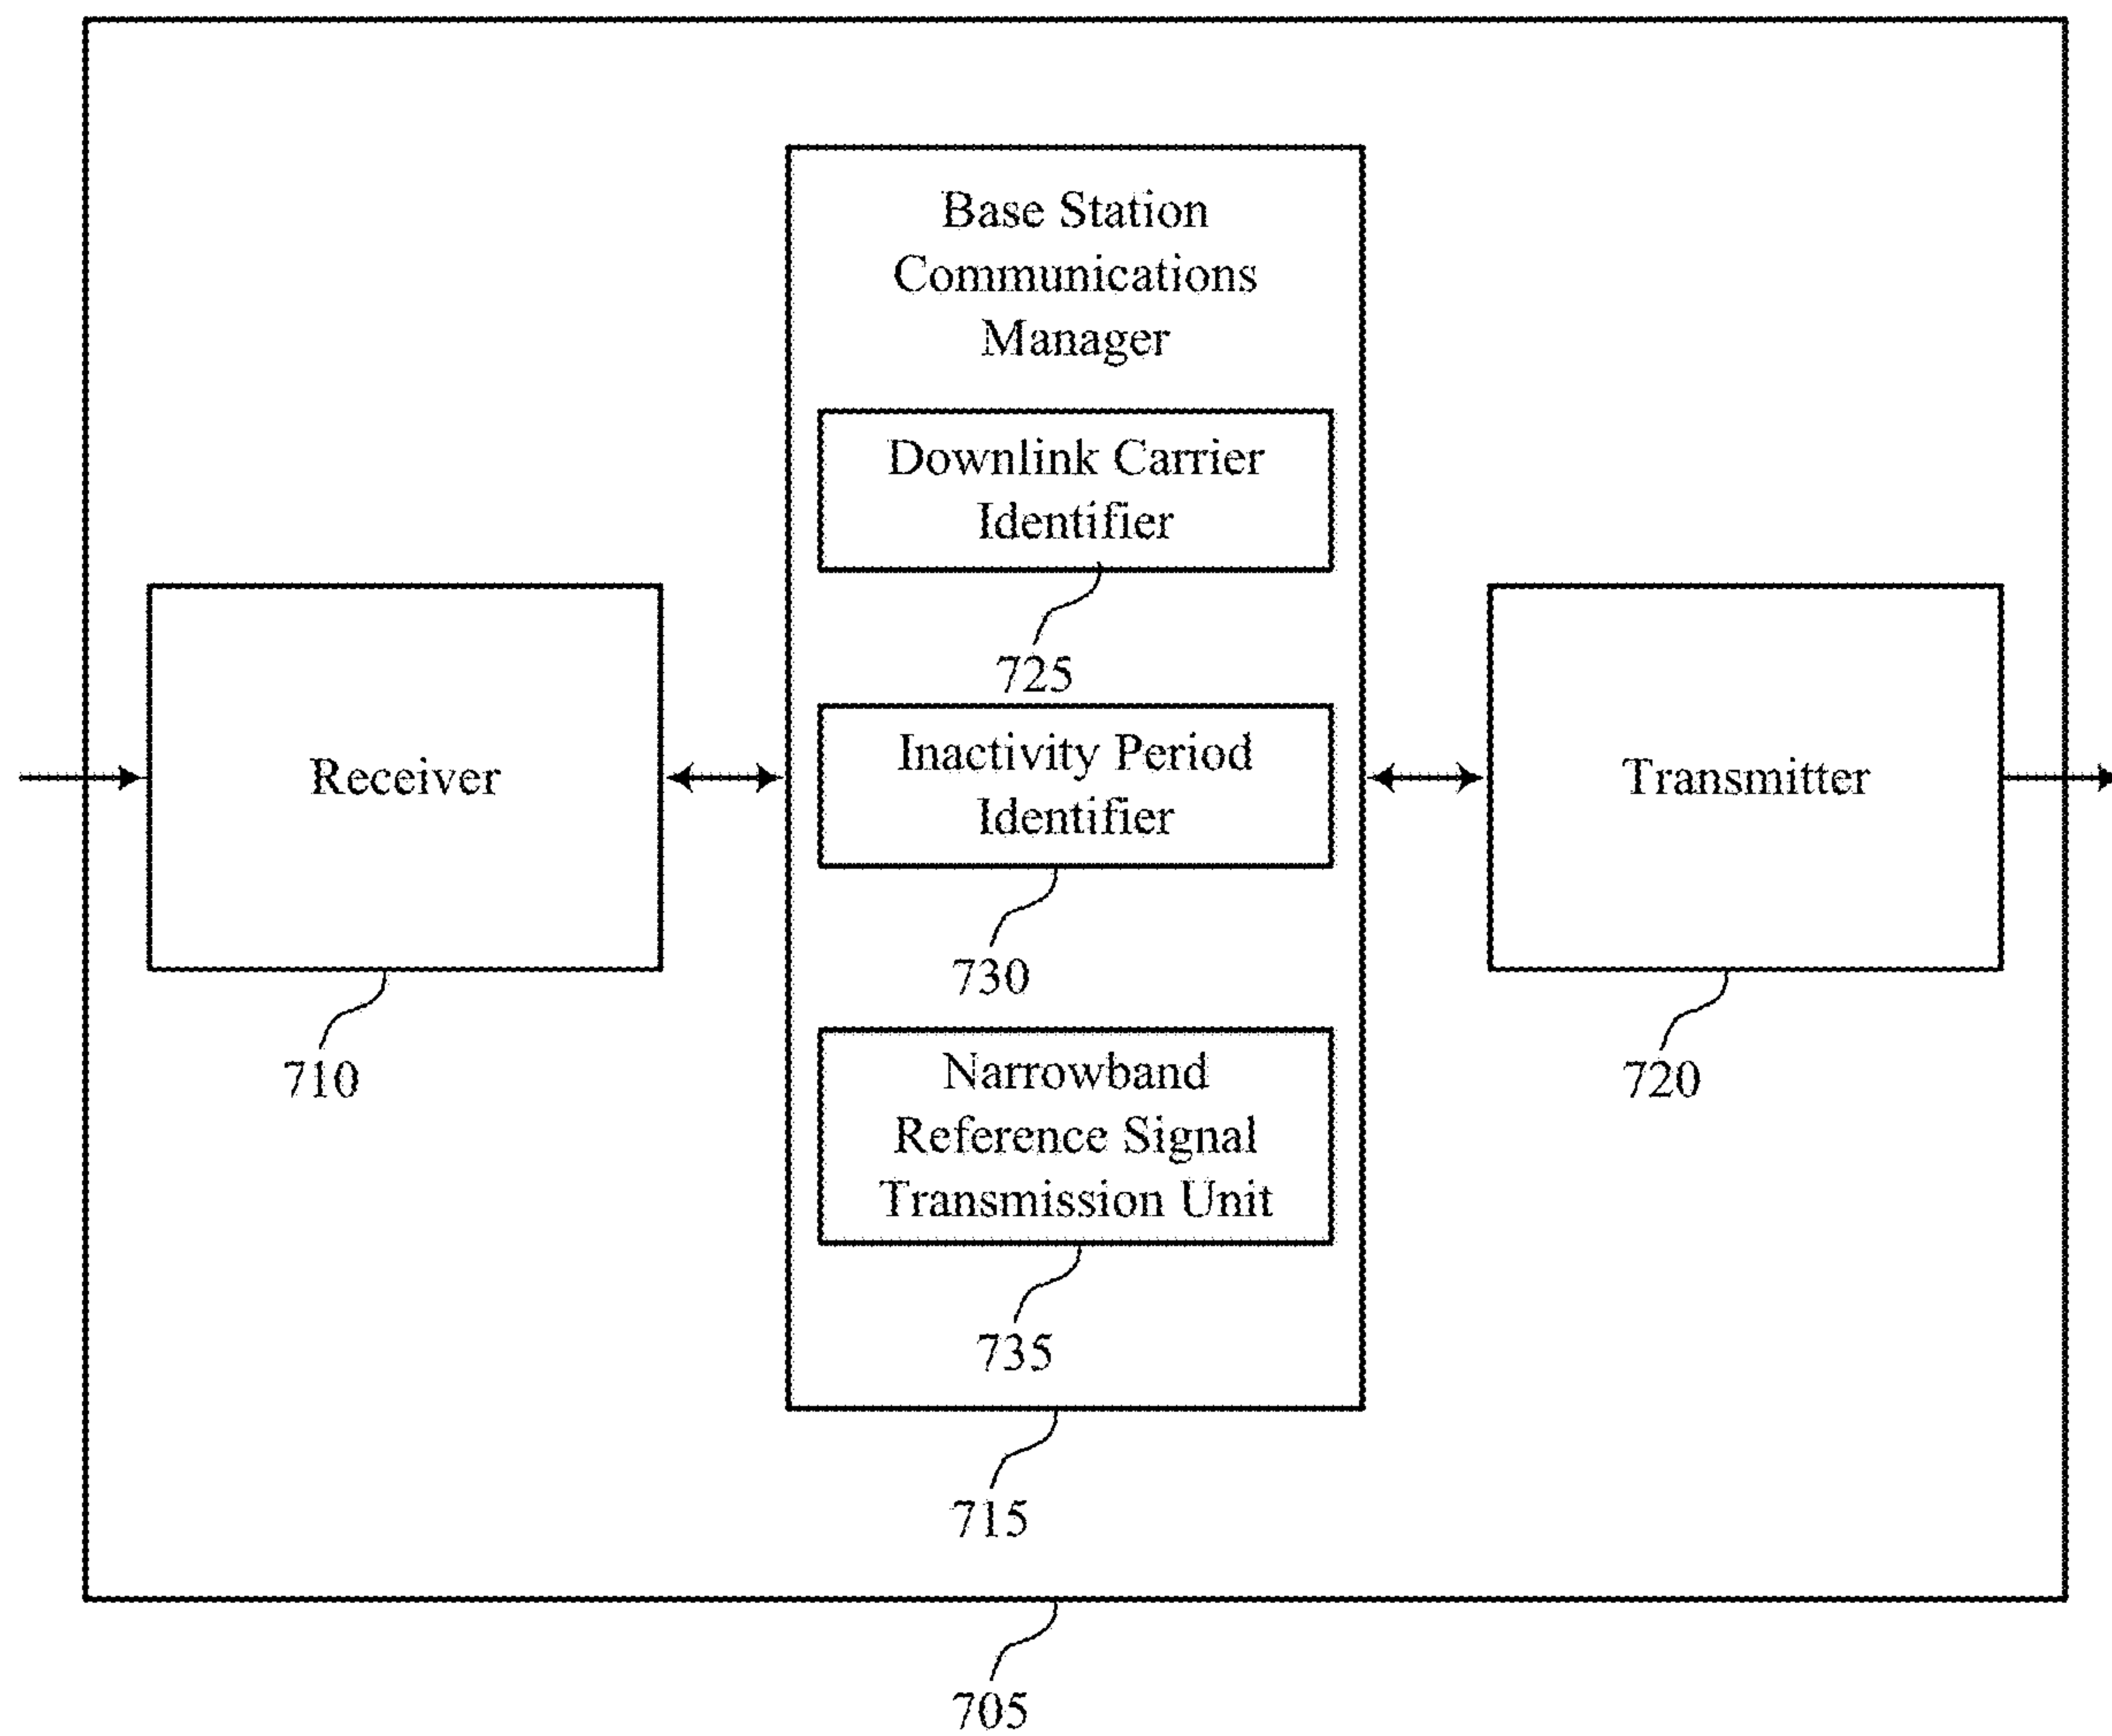 Base Station
Communications
Manager
Downlink Carrier
Identifier
725
Inactivity Period
Identifier
730
Narrowband
Reference Signal
Transmission Unit
735
715
Receiver
710
Transmitter
720
705